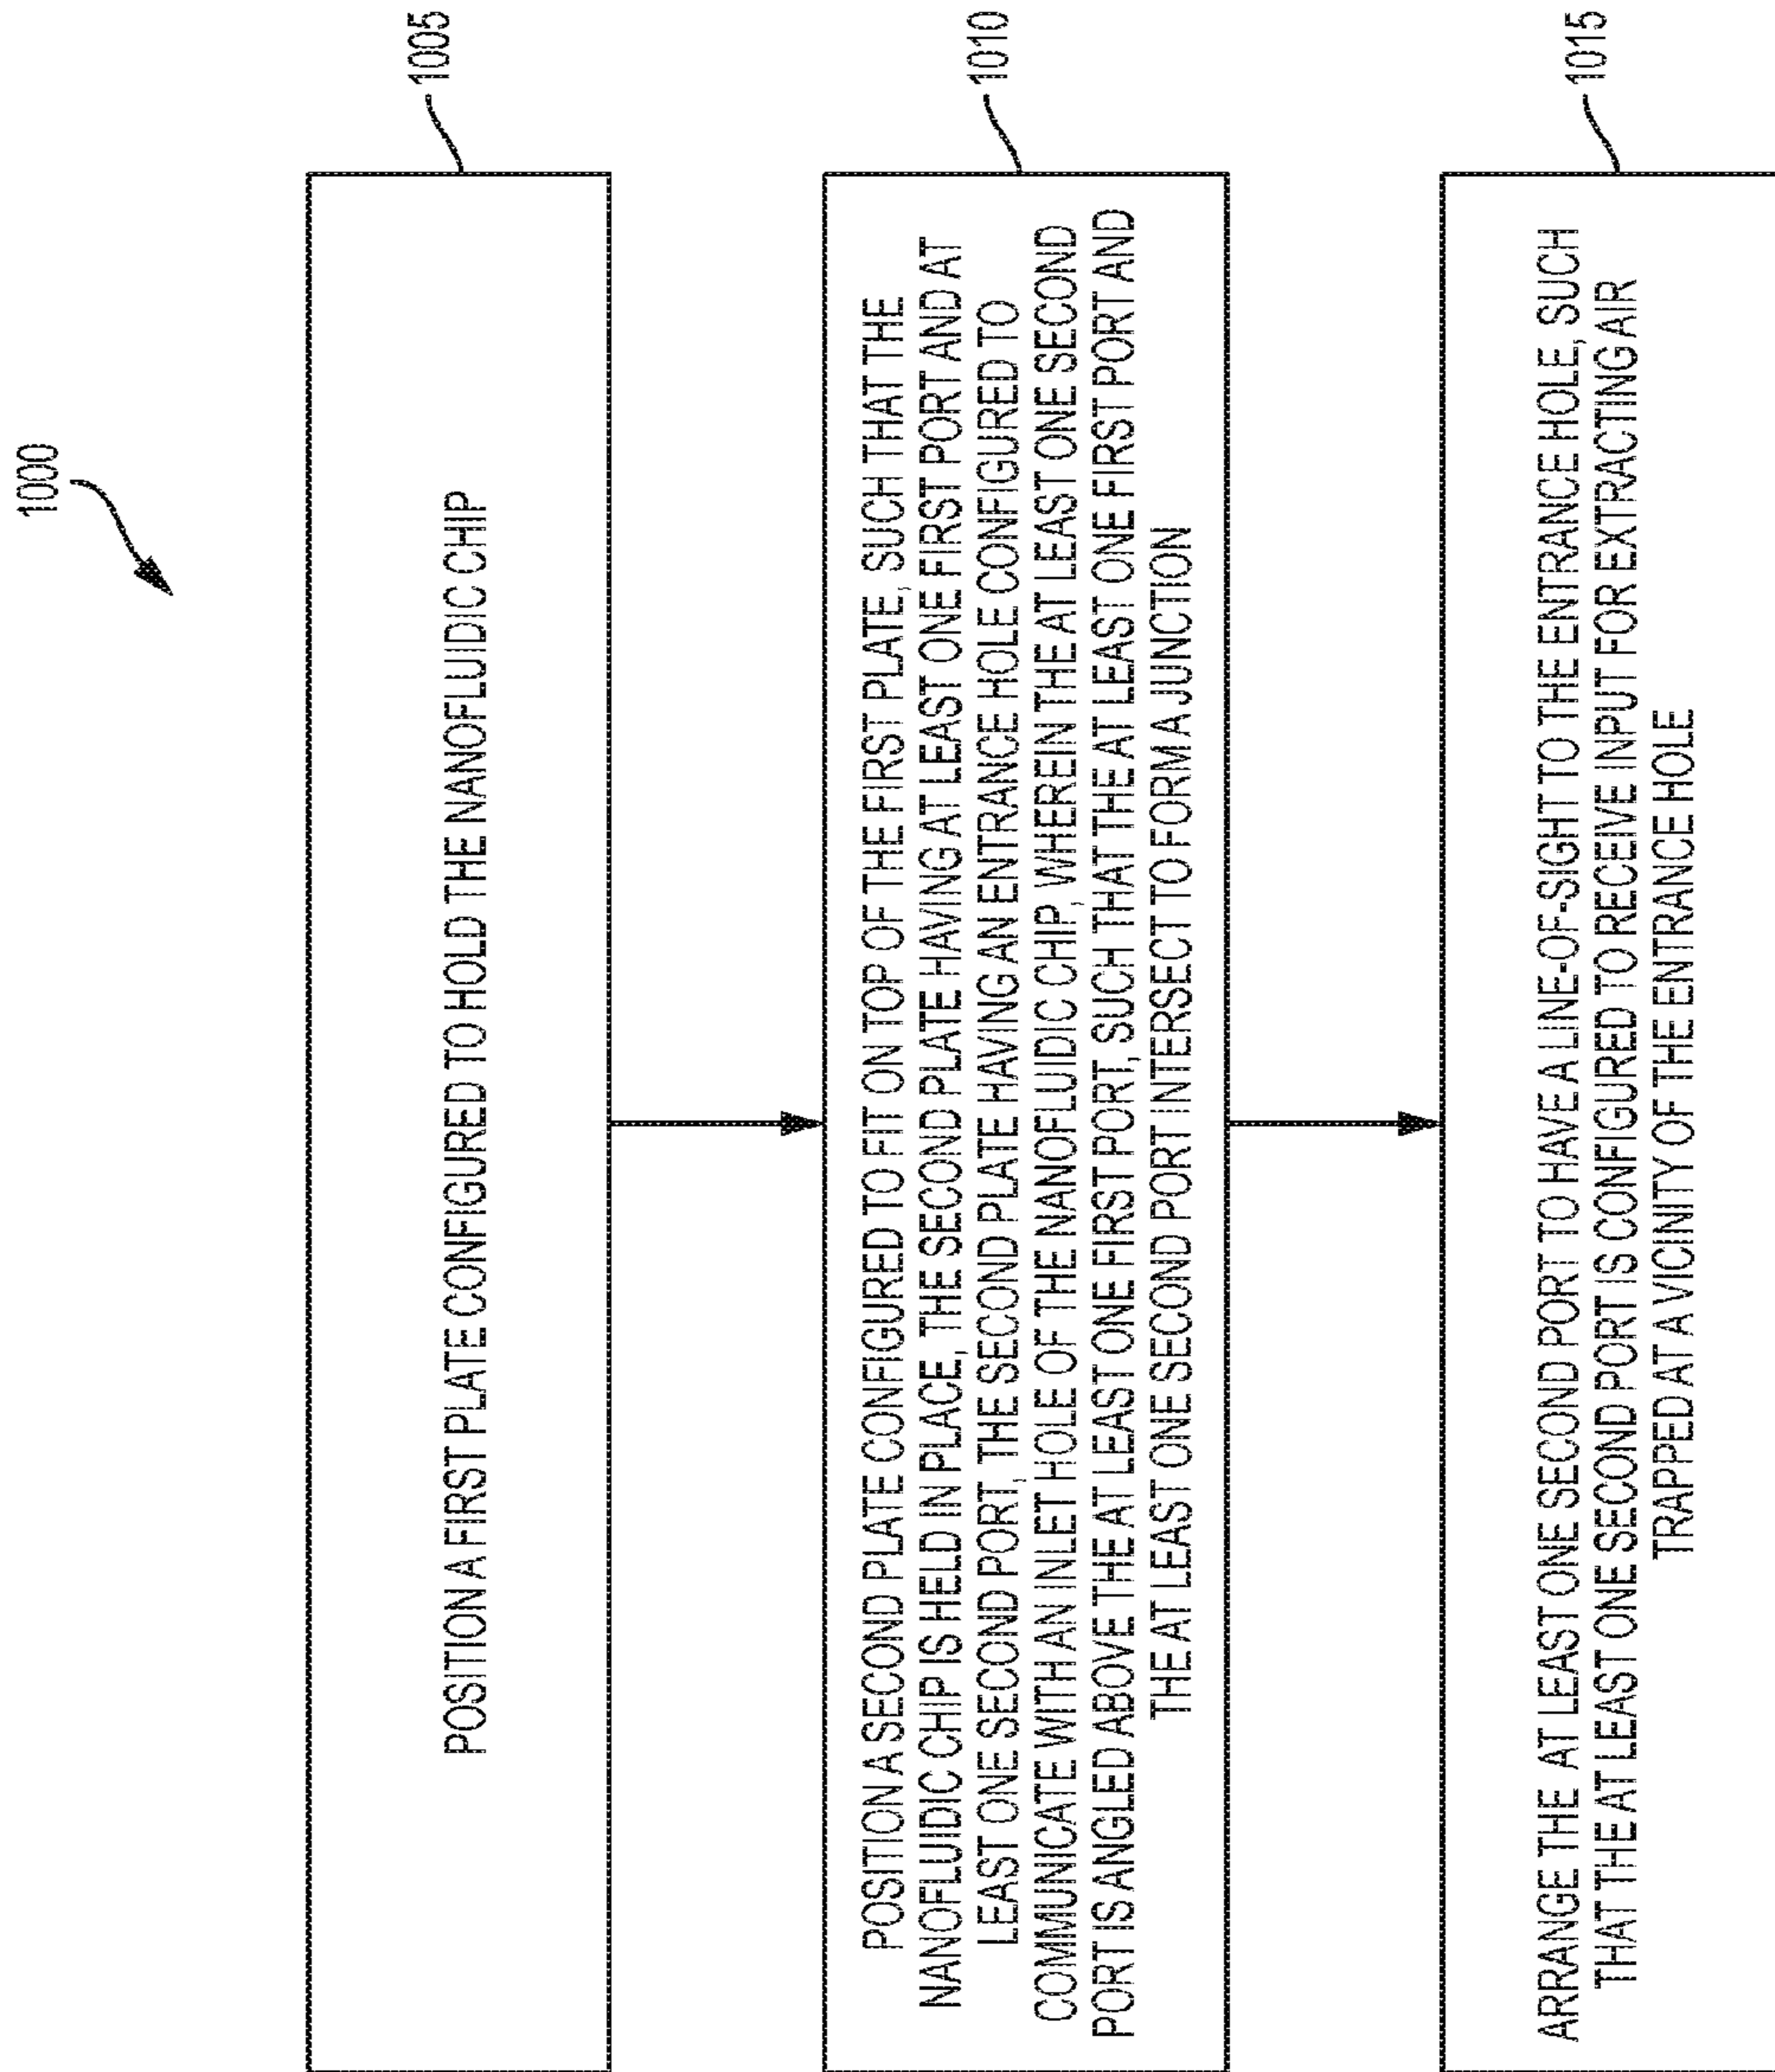 1000
POSITION A FIRST PLATE CONFIGURED TO HOLD THE NANOFLUIDIC CHIP
1005
POSITION A SECOND PLATE CONFIGURED TO FIT ON TOP OF THE FIRST PLATE, SUCH THAT THE
NANOFLUIDIC CHIP IS HELD IN PLACE, THE SECOND PLATE HAVING AT LEAST ONE FIRST PORT AND AT
LEAST ONE SECOND PORT, THE SECOND PLATE HAVING AN ENTRANCE HOLE CONFIGURED TO
COMMUNICATE WITH AN INLET HOLE OF THE NANOFLUIDIC CHIP, WHEREIN THE AT LEAST ONE SECOND
PORT IS ANGLED ABOVE THE AT LEAST ONE FIRST PORT, SUCH THAT THE AT LEAST ONE FIRST PORT AND
THE AT LEAST ONE SECOND PORT INTERSECT TO FORM A JUNCTION
1010
ARRANGE THE AT LEAST ONE SECOND PORT TO HAVE A LINE-OF-SIGHT TO THE ENTRANCE HOLE, SUCH
THAT THE AT LEAST ONE SECOND PORT IS CONFIGURED TO RECEIVE INPUT FOR EXTRACTING AIR
TRAPPED AT A VICINITY OF THE ENTRANCE HOLE
1015